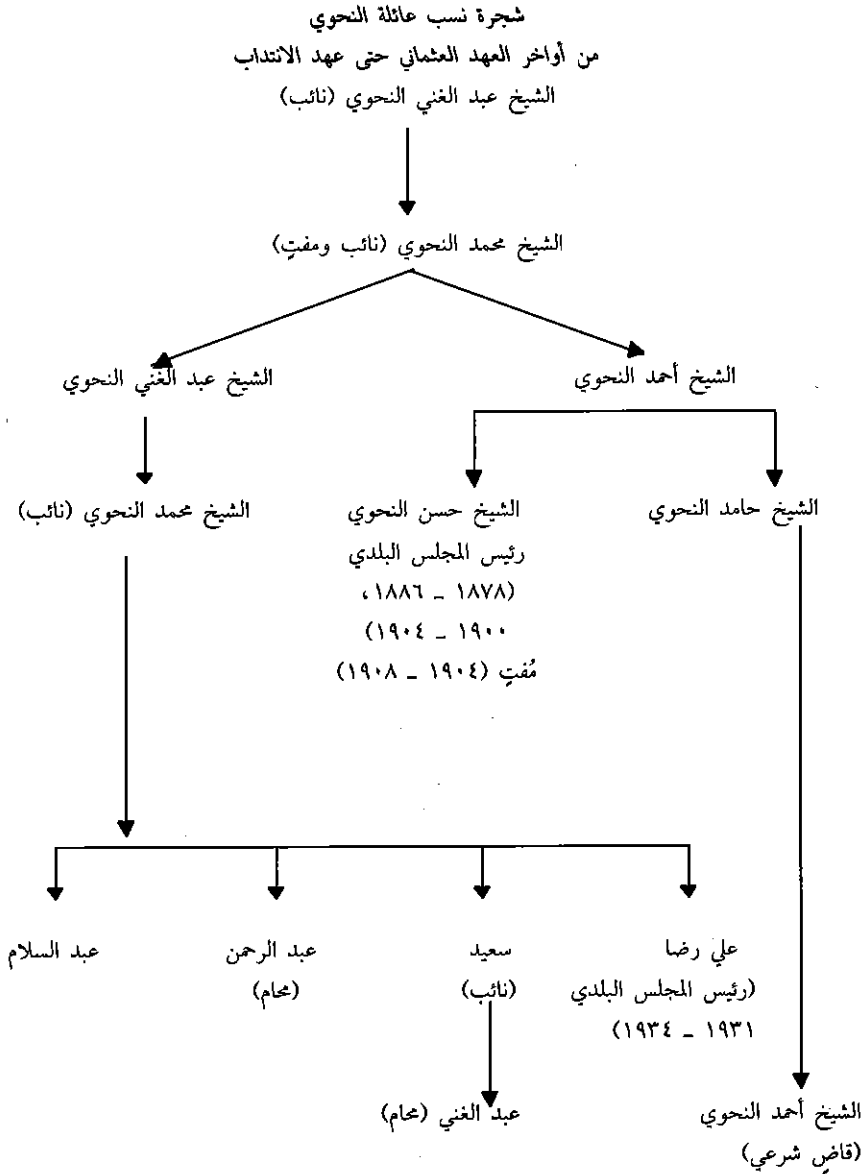 شجرة نسب عائلة النحوي
من أواخر العهد العثماني حتى عهد الانتداب
الشيخ عبد الغني النحوي (نائب)
الشيخ محمد النحوي (نائب ومفتٍ)
الشيخ أحمد النحوي
الشيخ عبد الغني النحوي
الشيخ حامد النحوي
الشيخ حسن النحوي
رئيس المجلس البلدي
(١٨٧٨ _ ١٨٨٦،
١٩٠٠ _ ١٩٠٤)
مُفتٍ (١٩٠٤ _ ١٩٠٨)
الشيخ محمد النحوي (نائب)
علي رضا
(رئيس المجلس البلدي
١٩٣١ _ ١٩٣٤)
سعيد
(نائب)
عبد الرحمن
(محام)
عبد السلام
الشيخ أحمد النحوي
(قاضٍ شرعي)
عبد الغني (محام)